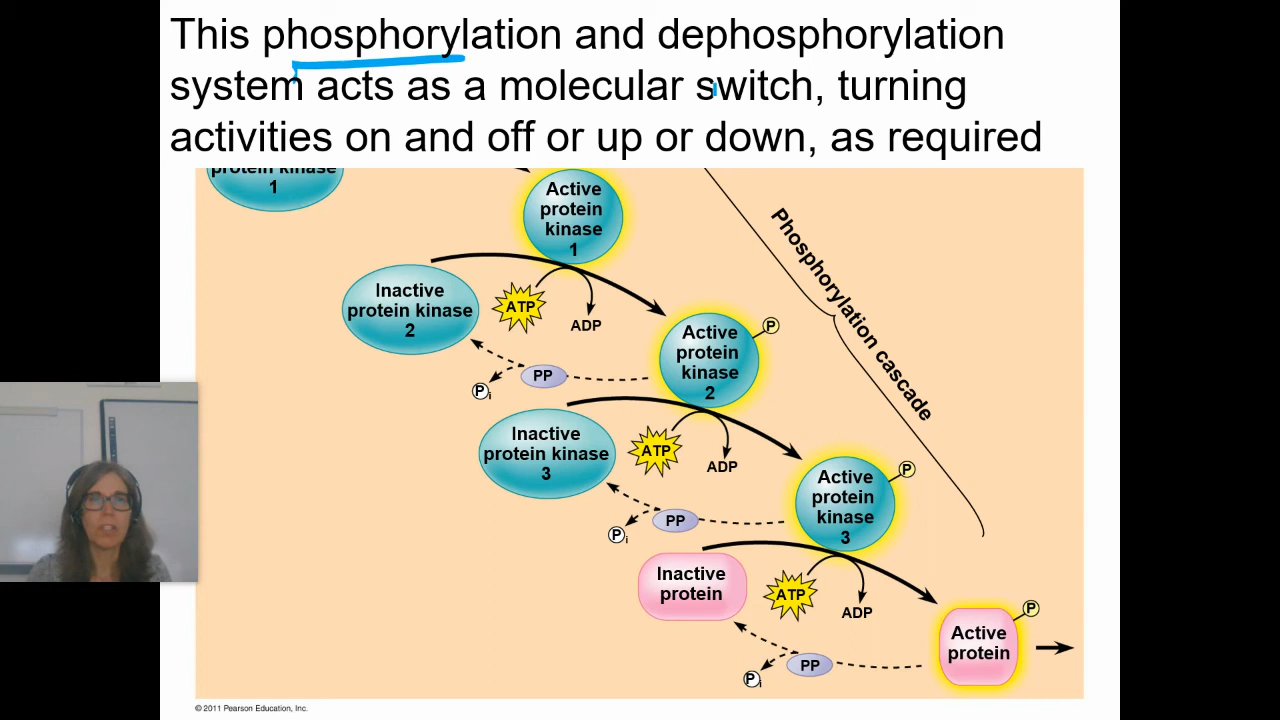 This phosphorylation and dephosphorylation
system acts as a molecular switch, turning
activities on and off or up or down, as required
protein kinase
1
Active
protein
kinase
1
Phosphorylation cascade
Inactive
protein kinase
2
ATP
ADP
Active
protein
kinase
2
P
PP
Pi
Inactive
protein kinase
3
ATP
ADP
Active
protein
kinase
3
P
PP
Pi
Inactive
protein
ATP
ADP
Active
protein
P
PP
Pi
© 2011 Pearson Education, Inc.